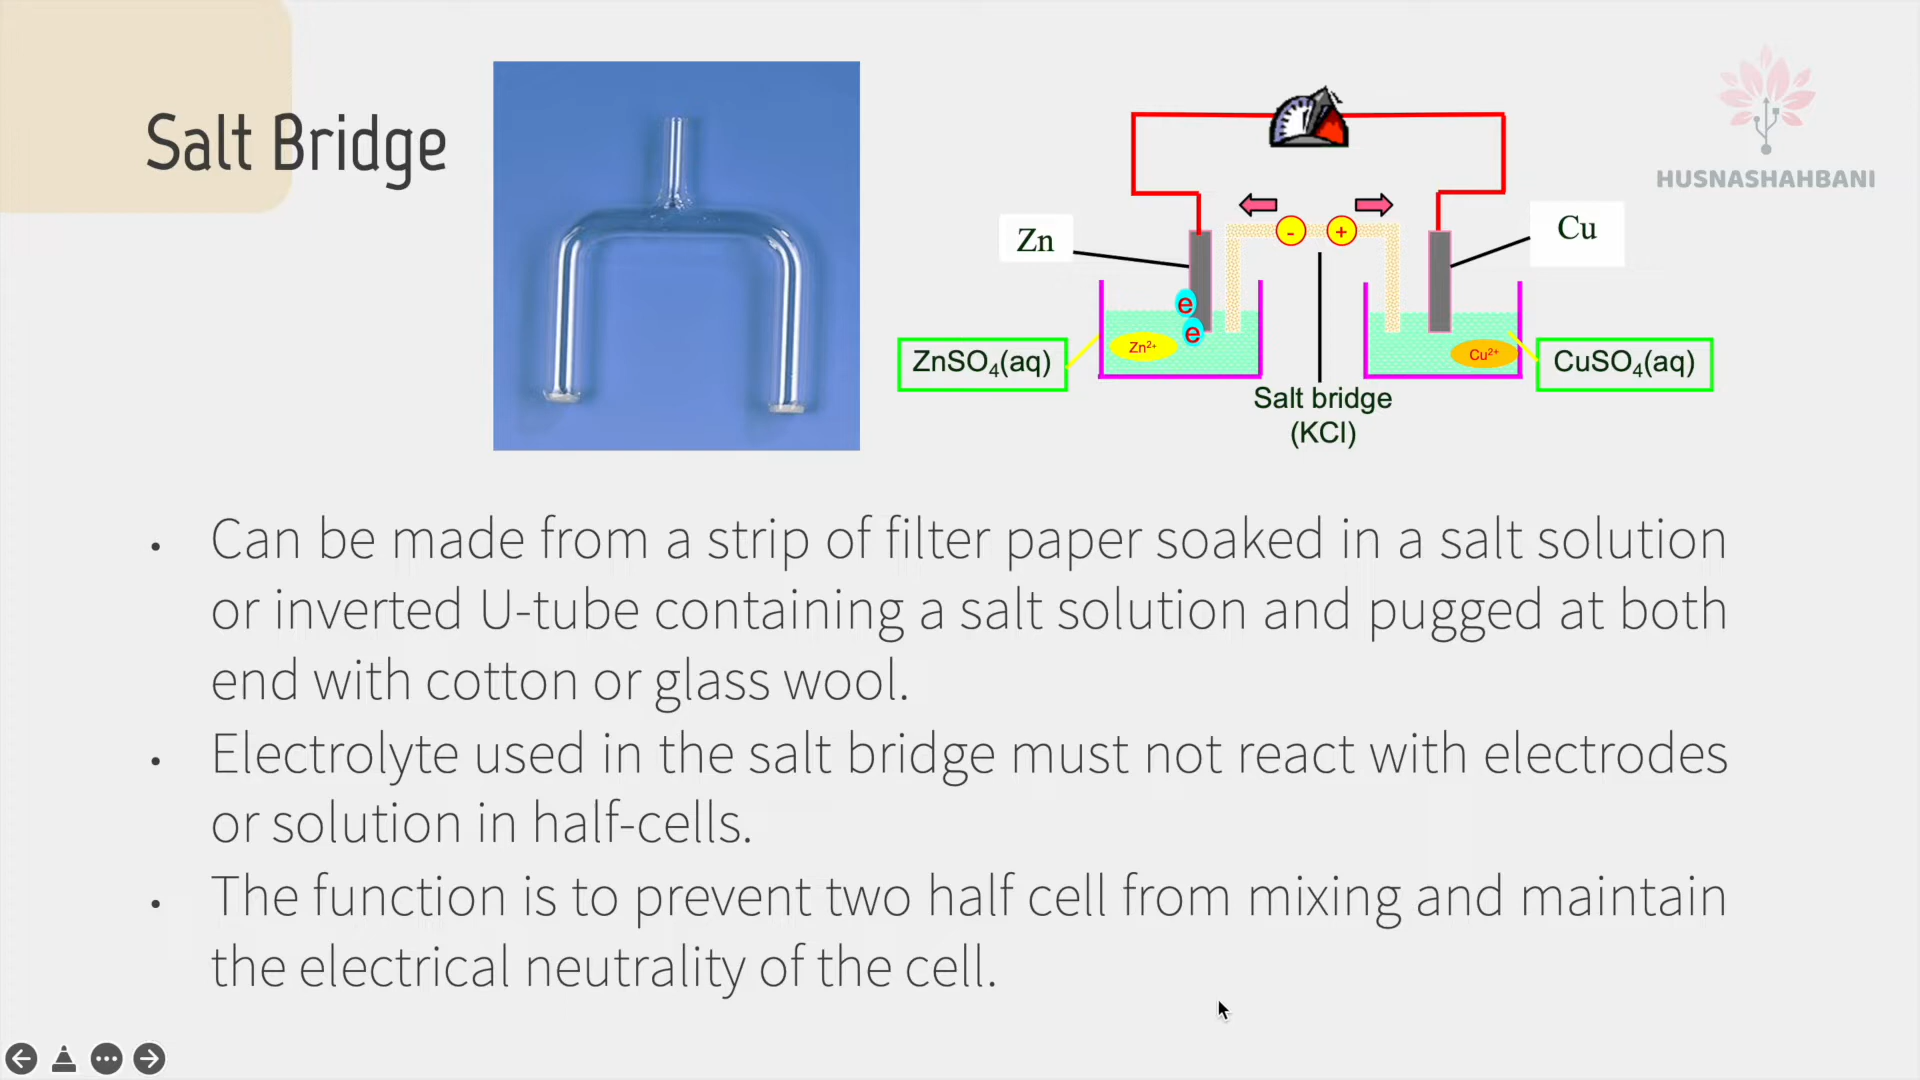 Salt Bridge
HUSNASHAHBANI
Zn
Cu
-
+
e
e
Zn²⁺
Cu²⁺
ZnSO₄(aq)
CuSO₄(aq)
Salt bridge
(KCl)
• Can be made from a strip of filter paper soaked in a salt solution
or inverted U-tube containing a salt solution and pugged at both
end with cotton or glass wool.
• Electrolyte used in the salt bridge must not react with electrodes
or solution in half-cells.
• The function is to prevent two half cell from mixing and maintain
the electrical neutrality of the cell.